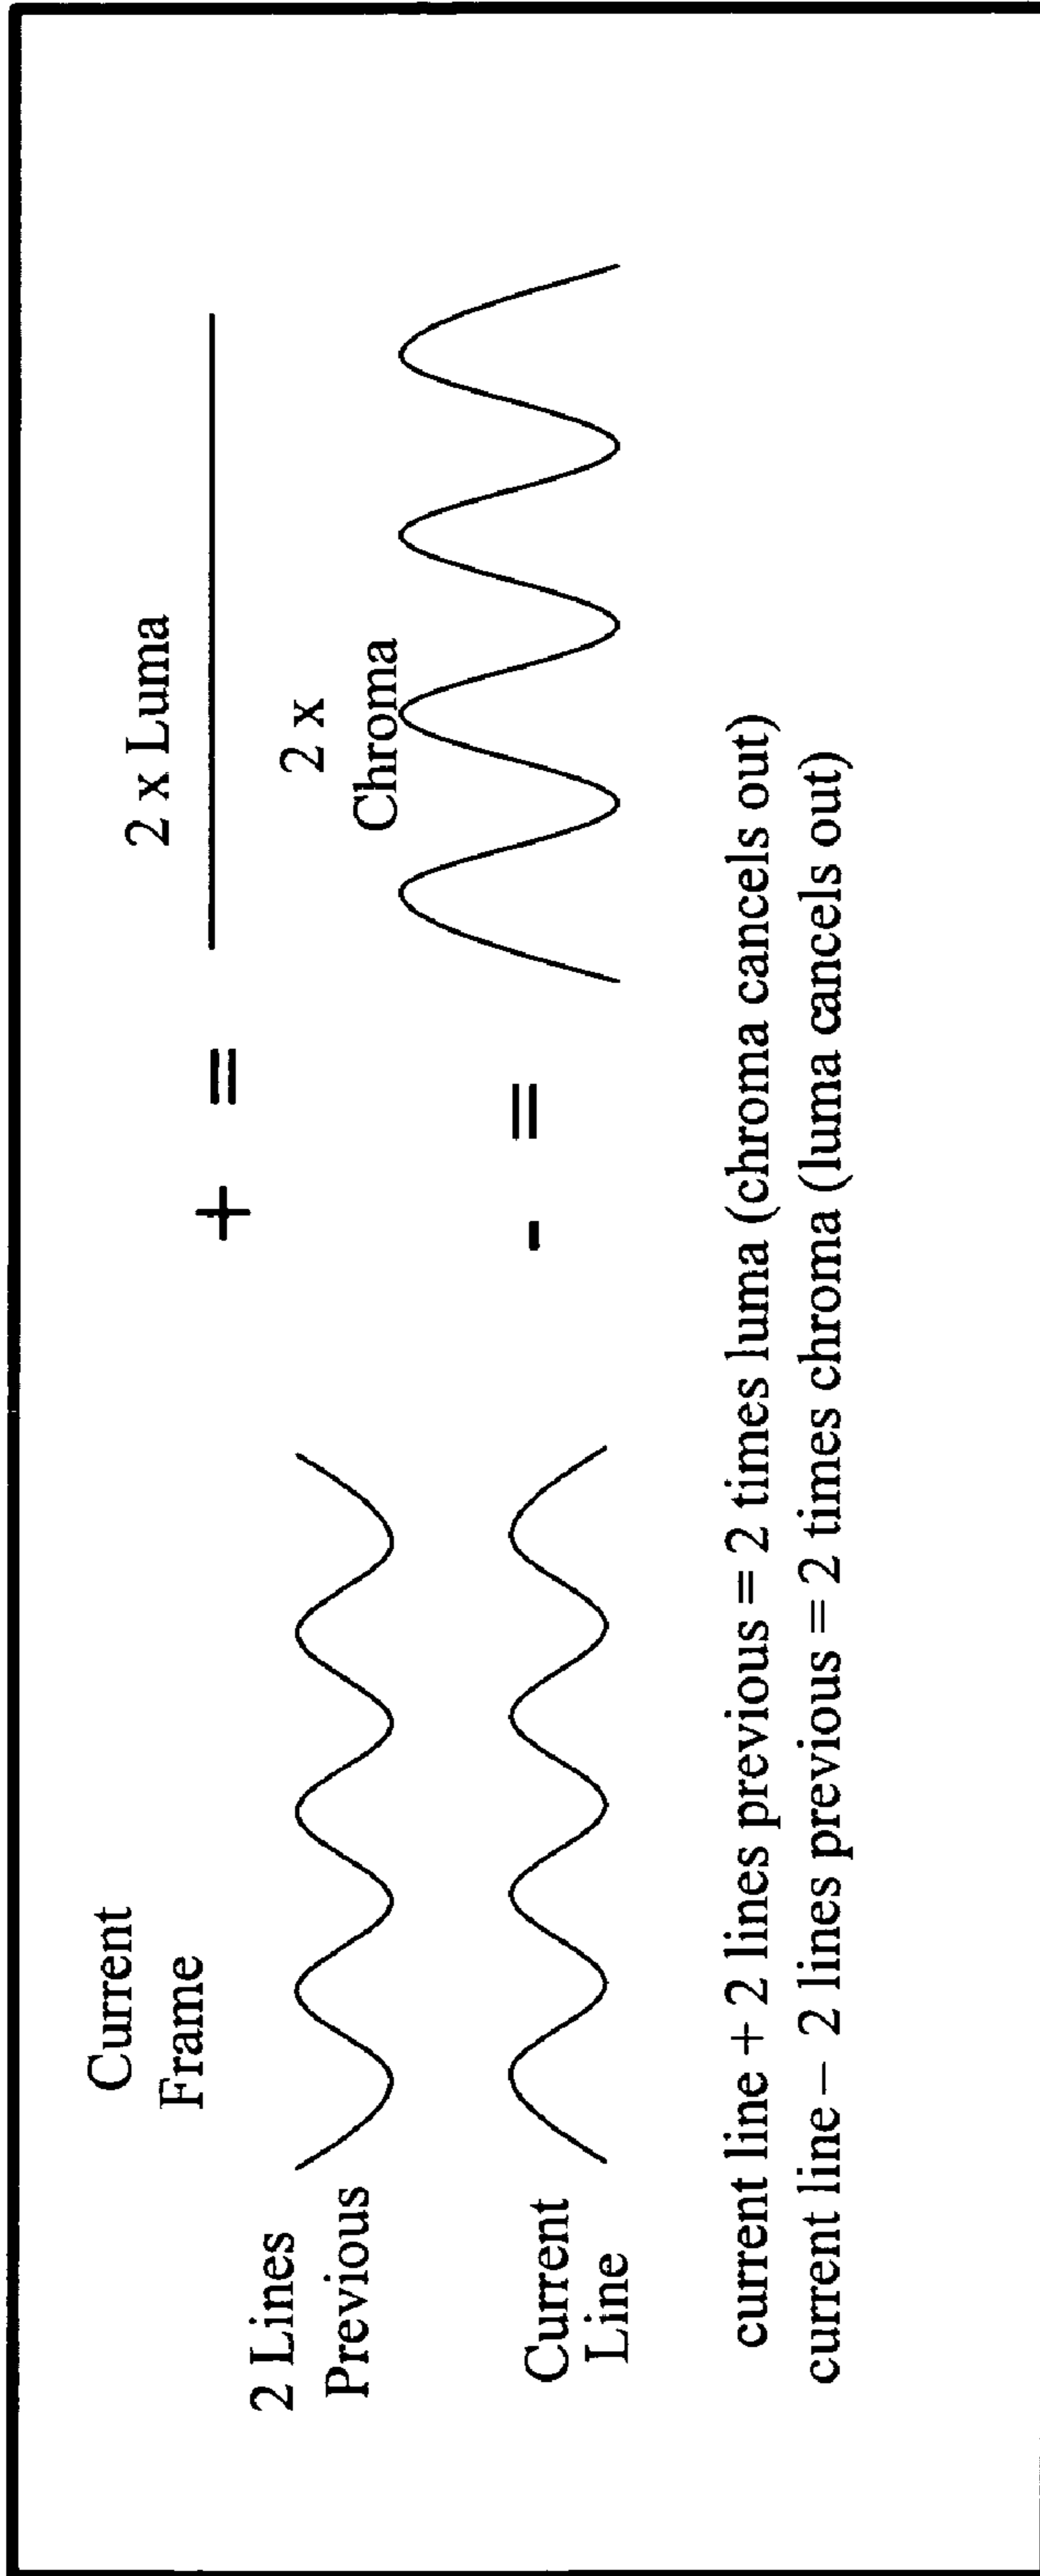 Current
Frame
2 Lines
Previous
Current
Line
+ =
- =
2 x Luma
2 x
Chroma
current line + 2 lines previous = 2 times luma (chroma cancels out)
current line – 2 lines previous = 2 times chroma (luma cancels out)